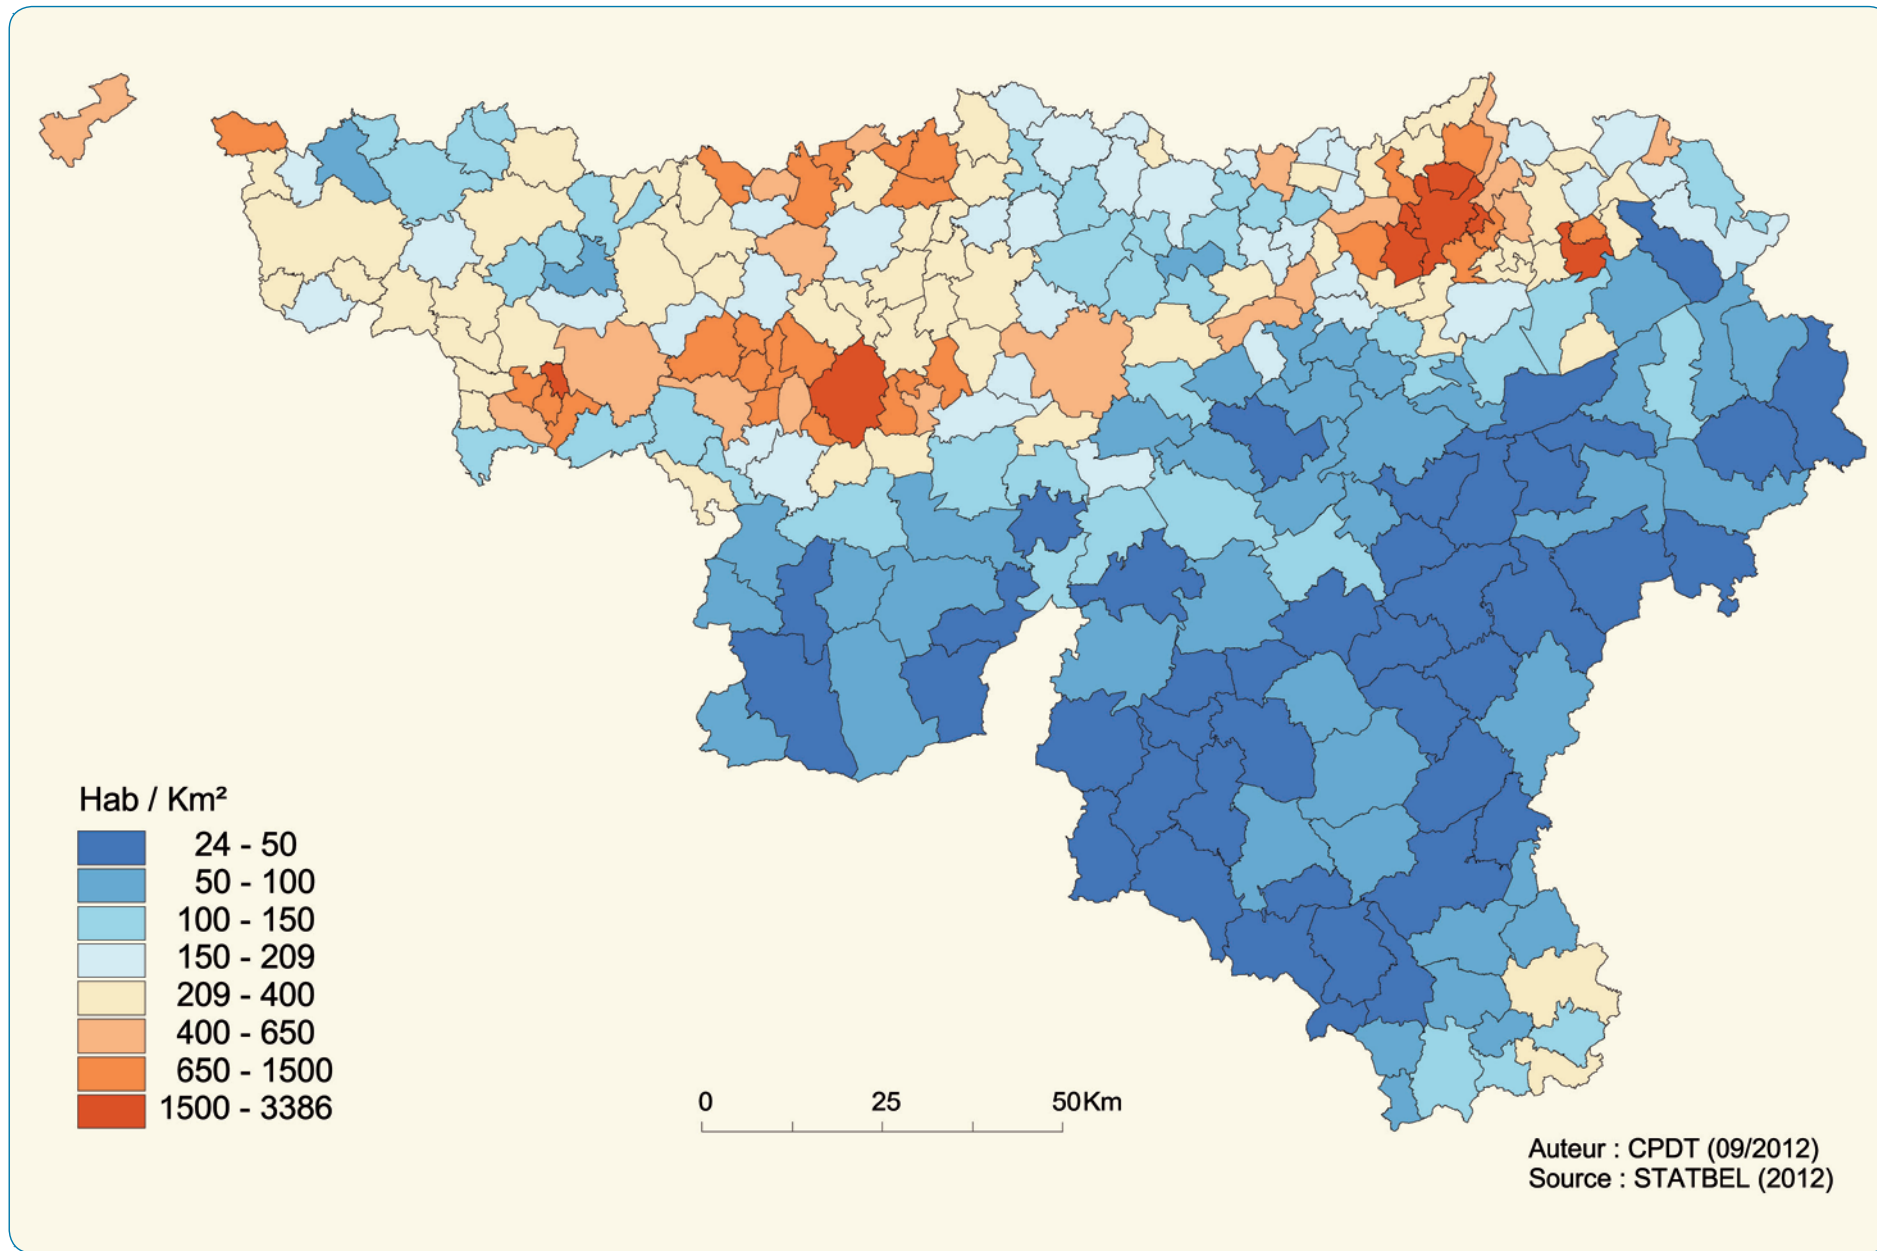 Hab / Km²
24 - 50
50 - 100
100 - 150
150 - 209
209 - 400
400 - 650
650 - 1500
1500 - 3386
0 25 50Km
Auteur : CPDT (09/2012)
Source : STATBEL (2012)